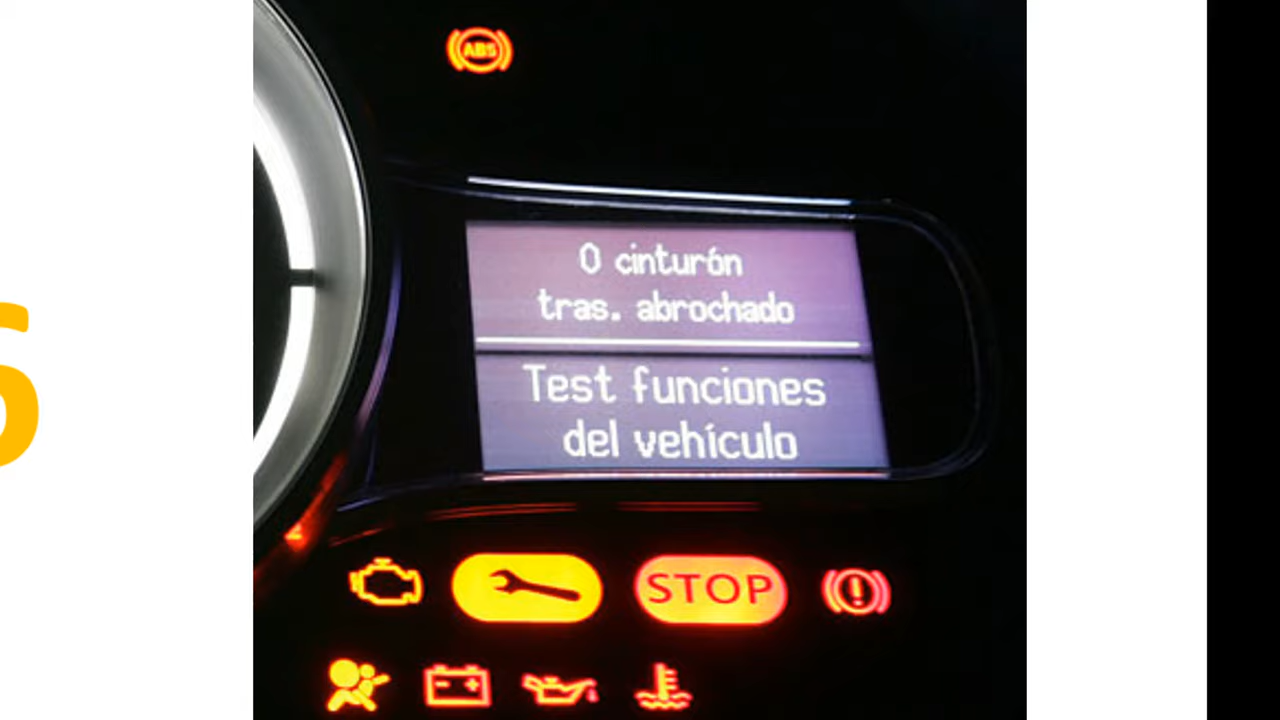 ABS
0 cinturón
tras. abrochado
Test funciones
del vehículo
STOP